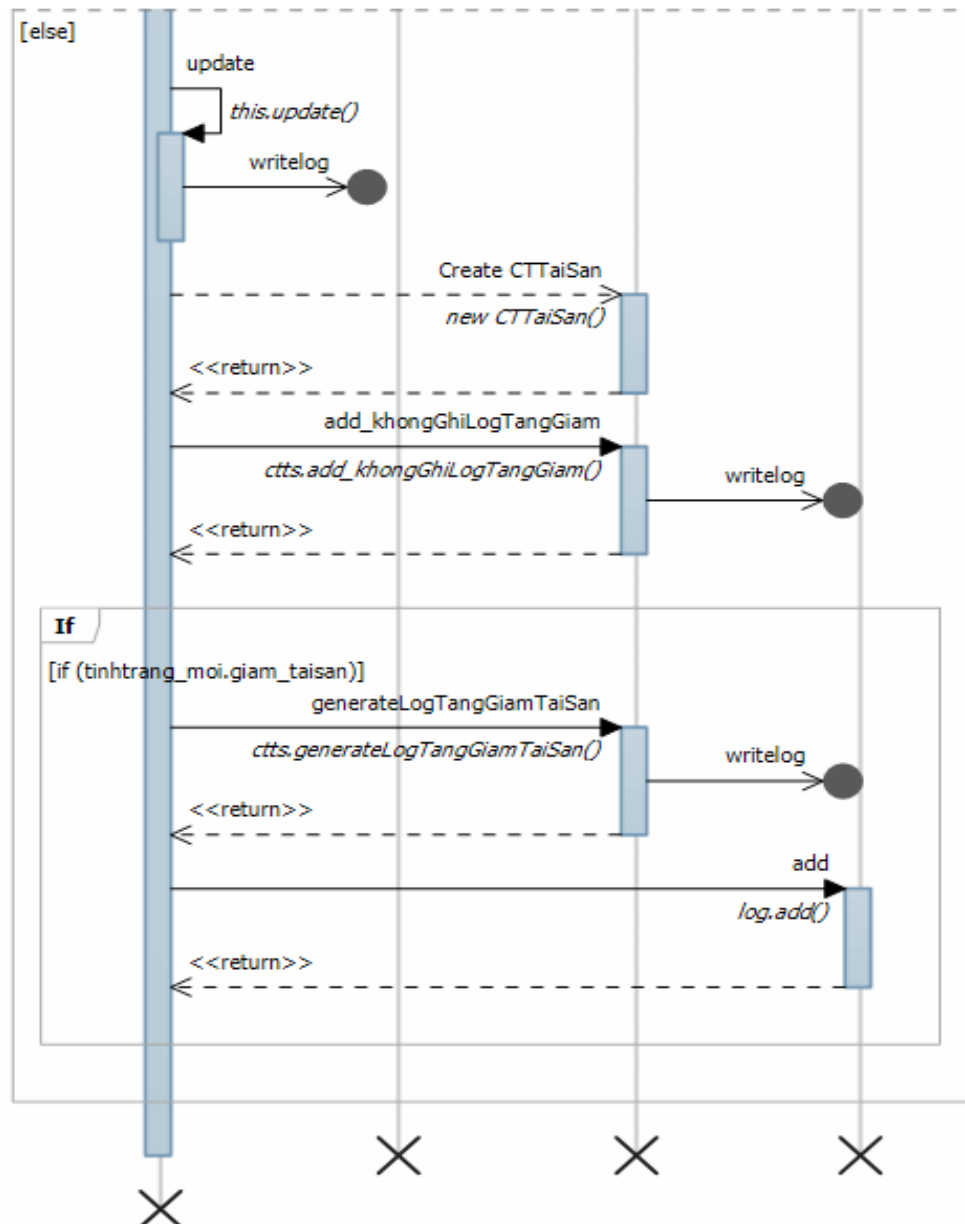 [else]
update
this.update()
writelog
Create CTTaiSan
new CTTaiSan()
<<return>>
add_khongGhiLogTangGiam
ctts.add_khongGhiLogTangGiam()
writelog
<<return>>
If
[if (tinhtrang_moi.giam_taisan)]
generateLogTangGiamTaiSan
ctts.generateLogTangGiamTaiSan()
writelog
<<return>>
add
log.add()
<<return>>